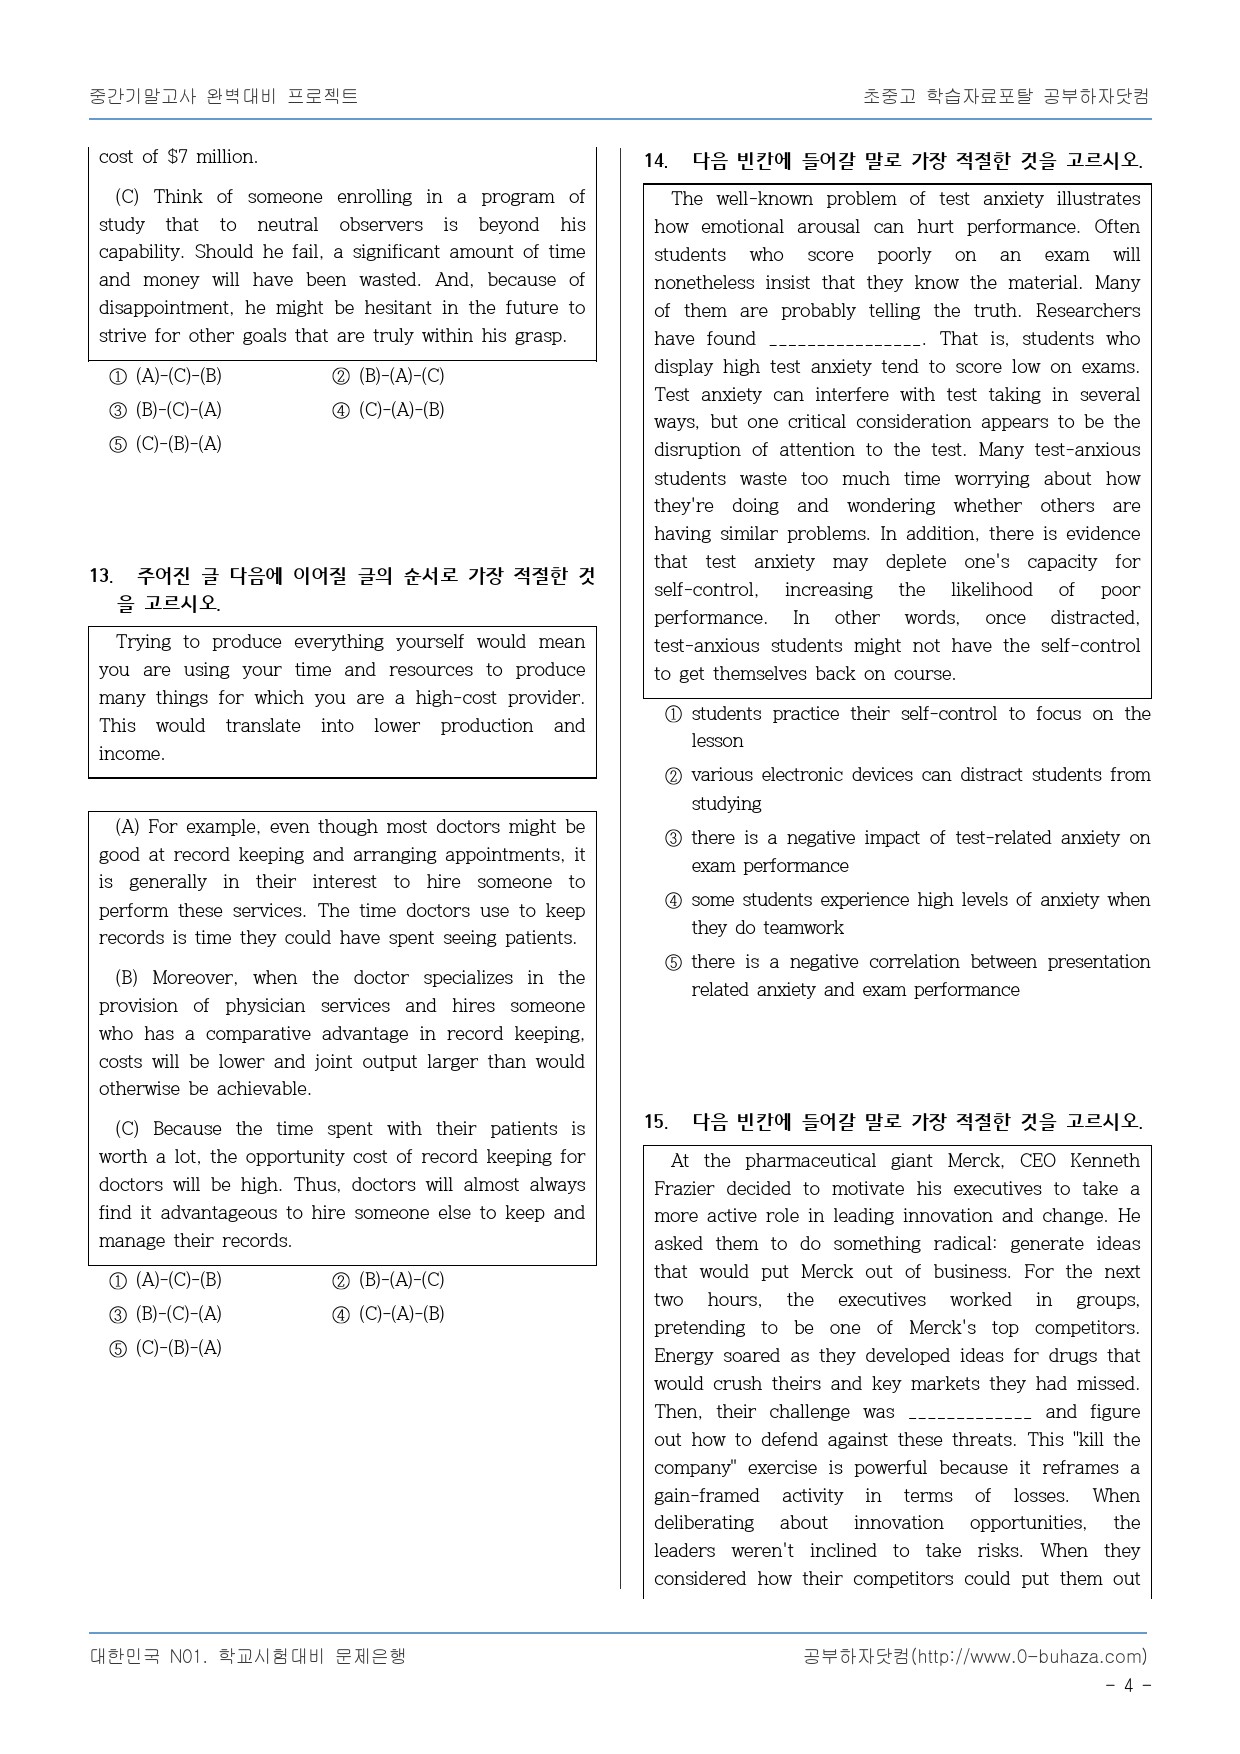 중간기말고사 완벽대비 프로젝트
초중고 학습자료포탈 공부하자닷컴
cost of $7 million.
(C) Think of someone enrolling in a program of
study that to neutral observers is beyond his
capability. Should he fail, a significant amount of time
and money will have been wasted. And, because of
disappointment, he might be hesitant in the future to
strive for other goals that are truly within his grasp.
① (A)-(C)-(B) ② (B)-(A)-(C)
③ (B)-(C)-(A) ④ (C)-(A)-(B)
⑤ (C)-(B)-(A)
13. 주어진 글 다음에 이어질 글의 순서로 가장 적절한 것
을 고르시오.
Trying to produce everything yourself would mean
you are using your time and resources to produce
many things for which you are a high-cost provider.
This would translate into lower production and
income.
(A) For example, even though most doctors might be
good at record keeping and arranging appointments, it
is generally in their interest to hire someone to
perform these services. The time doctors use to keep
records is time they could have spent seeing patients.
(B) Moreover, when the doctor specializes in the
provision of physician services and hires someone
who has a comparative advantage in record keeping,
costs will be lower and joint output larger than would
otherwise be achievable.
(C) Because the time spent with their patients is
worth a lot, the opportunity cost of record keeping for
doctors will be high. Thus, doctors will almost always
find it advantageous to hire someone else to keep and
manage their records.
① (A)-(C)-(B) ② (B)-(A)-(C)
③ (B)-(C)-(A) ④ (C)-(A)-(B)
⑤ (C)-(B)-(A)
14. 다음 빈칸에 들어갈 말로 가장 적절한 것을 고르시오.
The well-known problem of test anxiety illustrates
how emotional arousal can hurt performance. Often
students who score poorly on an exam will
nonetheless insist that they know the material. Many
of them are probably telling the truth. Researchers
have found ________________. That is, students who
display high test anxiety tend to score low on exams.
Test anxiety can interfere with test taking in several
ways, but one critical consideration appears to be the
disruption of attention to the test. Many test-anxious
students waste too much time worrying about how
they're doing and wondering whether others are
having similar problems. In addition, there is evidence
that test anxiety may deplete one's capacity for
self-control, increasing the likelihood of poor
performance. In other words, once distracted,
test-anxious students might not have the self-control
to get themselves back on course.
① students practice their self-control to focus on the
lesson
② various electronic devices can distract students from
studying
③ there is a negative impact of test-related anxiety on
exam performance
④ some students experience high levels of anxiety when
they do teamwork
⑤ there is a negative correlation between presentation
related anxiety and exam performance
15. 다음 빈칸에 들어갈 말로 가장 적절한 것을 고르시오.
At the pharmaceutical giant Merck, CEO Kenneth
Frazier decided to motivate his executives to take a
more active role in leading innovation and change. He
asked them to do something radical: generate ideas
that would put Merck out of business. For the next
two hours, the executives worked in groups,
pretending to be one of Merck's top competitors.
Energy soared as they developed ideas for drugs that
would crush theirs and key markets they had missed.
Then, their challenge was _____________ and figure
out how to defend against these threats. This "kill the
company" exercise is powerful because it reframes a
gain-framed activity in terms of losses. When
deliberating about innovation opportunities, the
leaders weren't inclined to take risks. When they
considered how their competitors could put them out
대한민국 N01. 학교시험대비 문제은행
공부하자닷컴(http://www.0-buhaza.com)
- 4 -